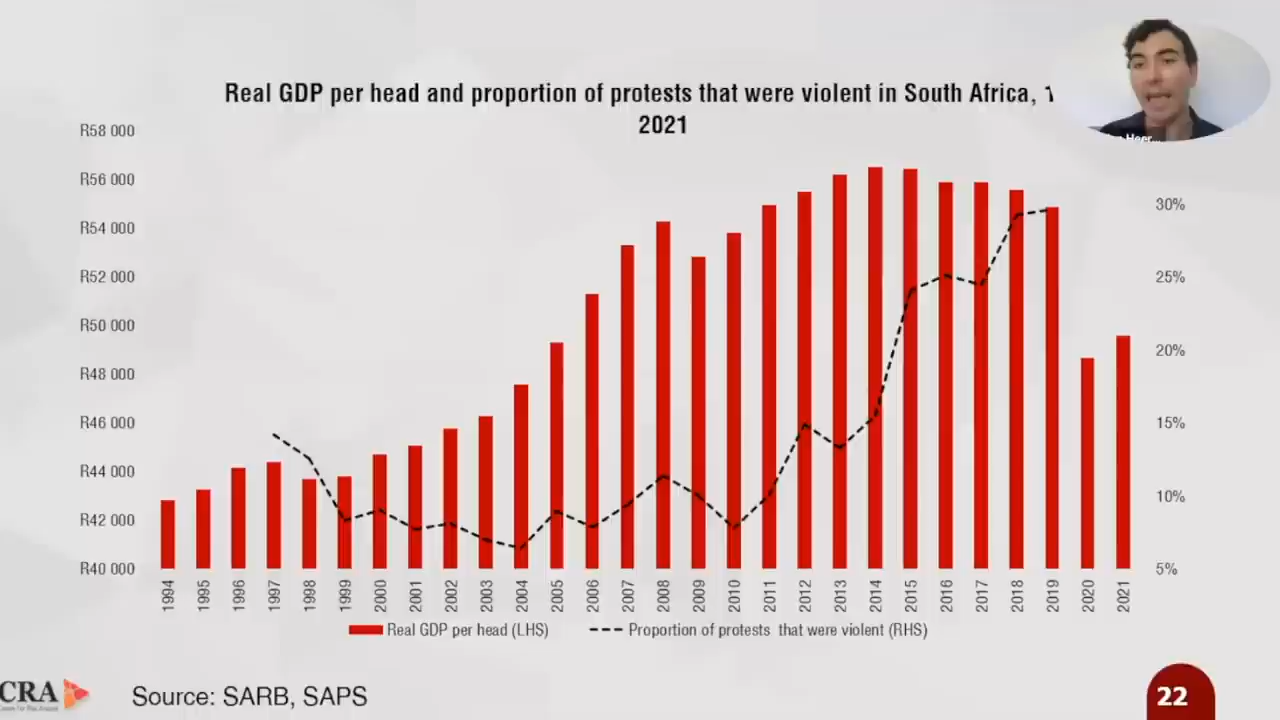 Real GDP per head and proportion of protests that were violent in South Africa,
2021
R58 000
R56 000
R54 000
R52 000
R50 000
R48 000
R46 000
R44 000
R42 000
R40 000
30%
25%
20%
15%
10%
5%
1994 1995 1996 1997 1998 1999 2000 2001 2002 2003 2004 2005 2006 2007 2008 2009 2010 2011 2012 2013 2014 2015 2016 2017 2018 2019 2020 2021
Real GDP per head (LHS) Proportion of protests that were violent (RHS)
CRA
Source: SARB, SAPS
22